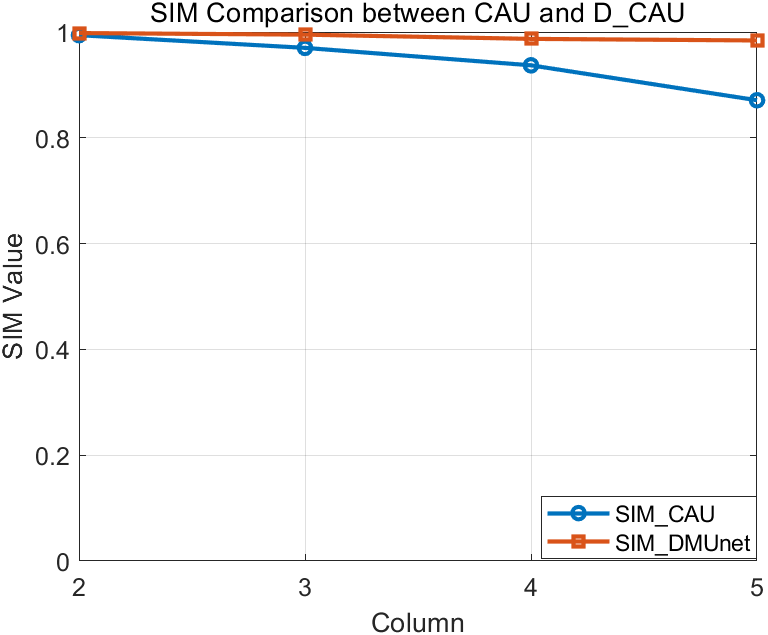 SIM Comparison between CAU and D_CAU
1
0.8
0.6
0.4
0.2
0
SIM Value
2 3 4 5
Column
SIM_CAU
SIM_DMUnet